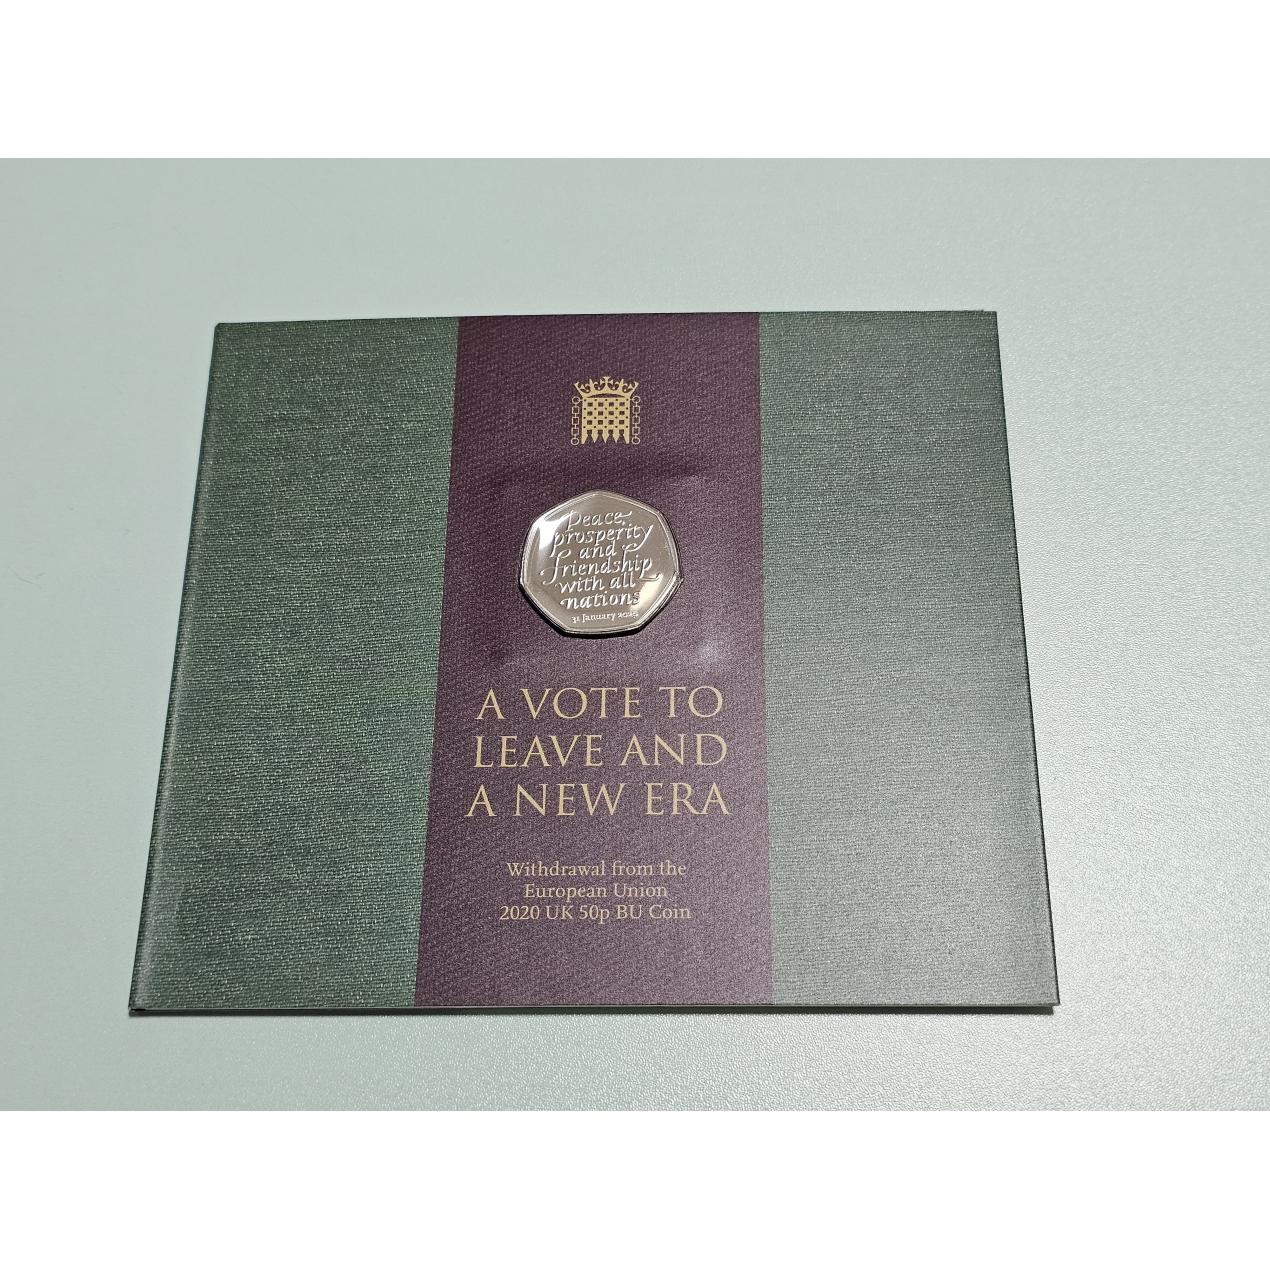 Peace,
prosperity
and
friendship
with all
nations
31 January 2020
A VOTE TO
LEAVE AND
A NEW ERA
Withdrawal from the
European Union
2020 UK 50p BU Coin